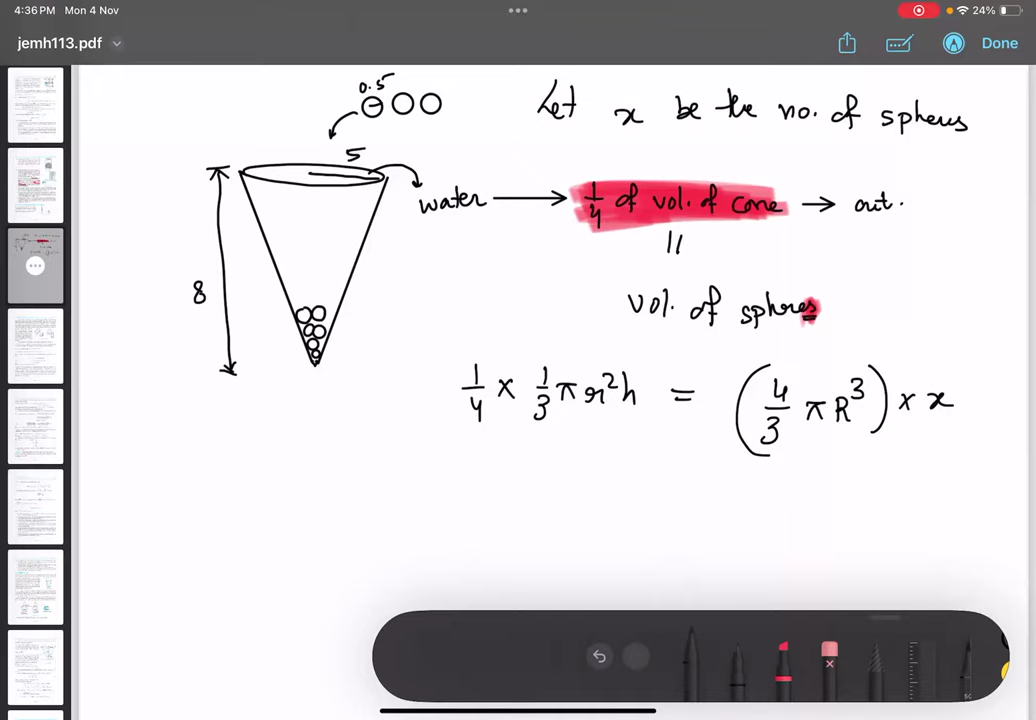 4:36 PM Mon 4 Nov
24%
jemh113.pdf
Done
0.5
Let x be the no. of spheres
5
water → 1/4 of vol. of cone → out.
||
8
vol. of spheres
1/4 × 1/3 πr²h = (4/3 πR³) × x